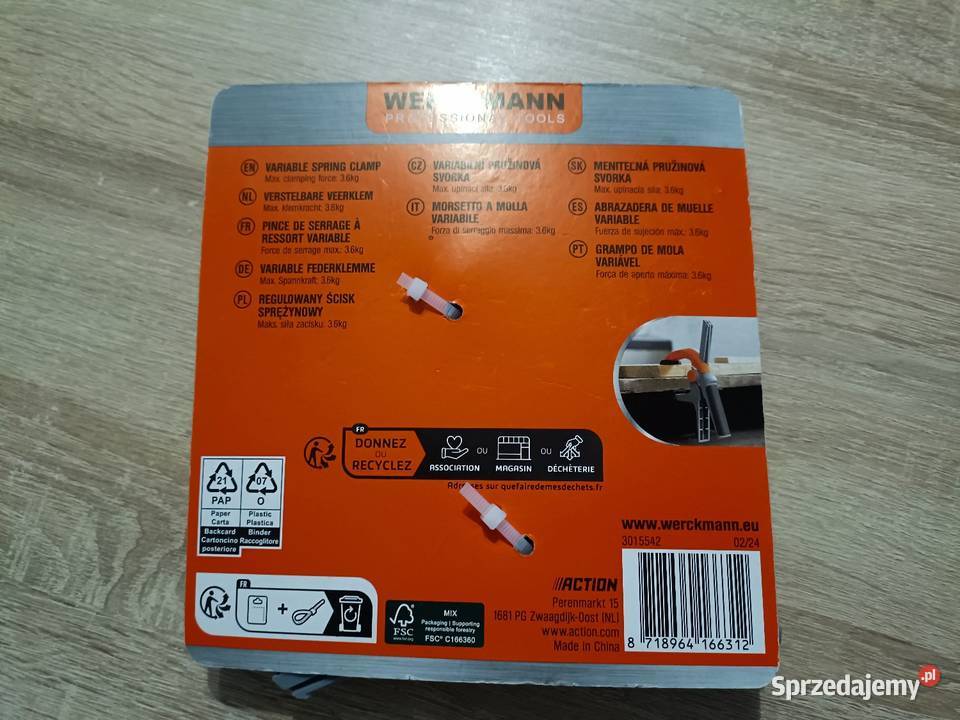 WERCKMANN
PROFESSIONAL TOOLS
EN VARIABLE SPRING CLAMP
Max. clamping force: 3.6kg
NL VERSTELBARE VEERKLEM
Max. klemkracht: 3.6kg
FR PINCE DE SERRAGE À
RESSORT VARIABLE
Force de serrage max.: 3.6kg
DE VARIABLE FEDERKLEMME
Max. Spannkraft: 3.6kg
PL REGULOWANY ŚCISK
SPRĘŻYNOWY
Maks. siła zacisku: 3.6kg
CZ VARIABILNÍ PRUŽINOVÁ
SVORKA
Max. upínací síla: 3.6kg
IT MORSETTO A MOLLA
VARIABILE
Forza di serraggio massima: 3.6kg
SK MENITEĽNÁ PRUŽINOVÁ
SVORKA
Max. upínacia sila: 3.6kg
ES ABRAZADERA DE MUELLE
VARIABLE
Fuerza de sujeción máx.: 3.6kg
PT GRAMPO DE MOLA
VARIÁVEL
Força de aperto máxima: 3.6kg
FR
DONNEZ
OU
RECYCLEZ
ASSOCIATION OU MAGASIN OU DÉCHÈTERIE
Adresses sur quefairedemesdechets.fr
21 07
PAP O
Paper Plastic
Carta Plastica
Backcard Binder
Cartoncino Raccoglitore
posteriore
FR
+
FSC
www.fsc.org
MIX
Packaging | Supporting
responsible forestry
FSC® C166360
www.werckmann.eu
3015542 02/24
ACTION
Perenmarkt 15
1681 PG Zwaagdijk-Oost (NL)
www.action.com
Made in China
8 718964 166312
Sprzedajemy.pl